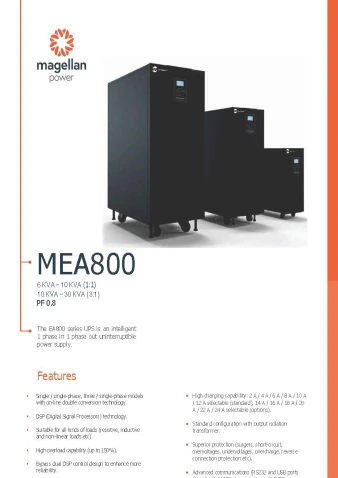 magellan
power
MEA800
6 KVA – 10 KVA (1:1)
10 KVA – 30 KVA (3:1)
PF 0.8
The EA800 series UPS is an intelligent
1 phase in 1 phase out uninterruptible
power supply.
Features
Single / single-phase, three / single-phase models
with on-line double conversion technology.
DSP (Digital Signal Processors) technology.
Suitable for all kinds of loads (resistive, inductive
and non-linear loads etc).
High overload capability (up to 150%).
Bypass dual DSP control design to enhance more
reliability.
High-charging capability: 2 A / 4 A / 6 A / 8 A / 10 A
/ 12 A selectable (standard), 14 A / 16 A / 18 A / 20
A / 22 A / 24 A selectable (options).
Standard configuration with output isolation
transformer.
Superior protection (surgers, short-circuit,
overvoltages, undervoltages, overcharge, reverse
connection protection etc).
Advanced communications (RS232 and USB ports